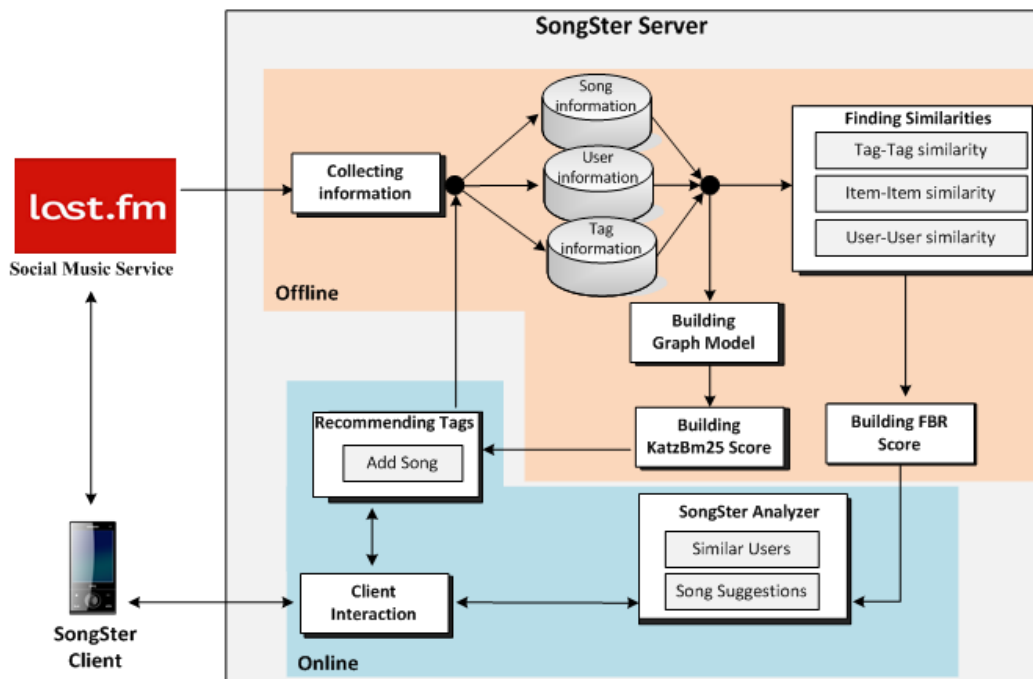 SongSter Server
Song
information
User
information
Tag
information
Collecting
information
Finding Similarities
Tag-Tag similarity
Item-Item similarity
User-User similarity
last.fm
Social Music Service
Offline
Building
Graph Model
Building
KatzBm25 Score
Building FBR
Score
Recommending Tags
Add Song
SongSter Analyzer
Similar Users
Song Suggestions
Client
Interaction
SongSter
Client
Online